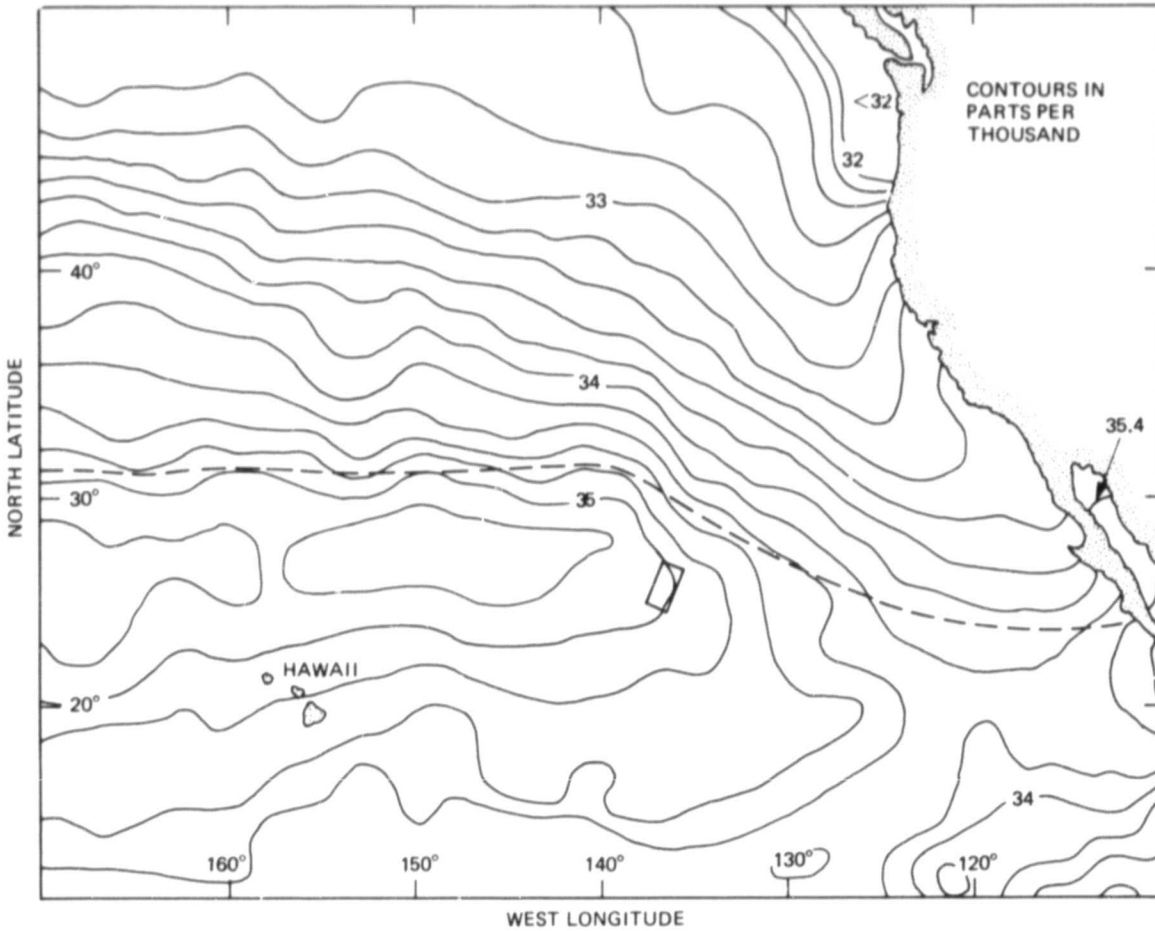 CONTOURS IN
PARTS PER
THOUSAND
<32
32
33
40°
34
35.4
30°
35
HAWAII
20°
34
160°
150°
140°
130°
120°
NORTH LATITUDE
WEST LONGITUDE